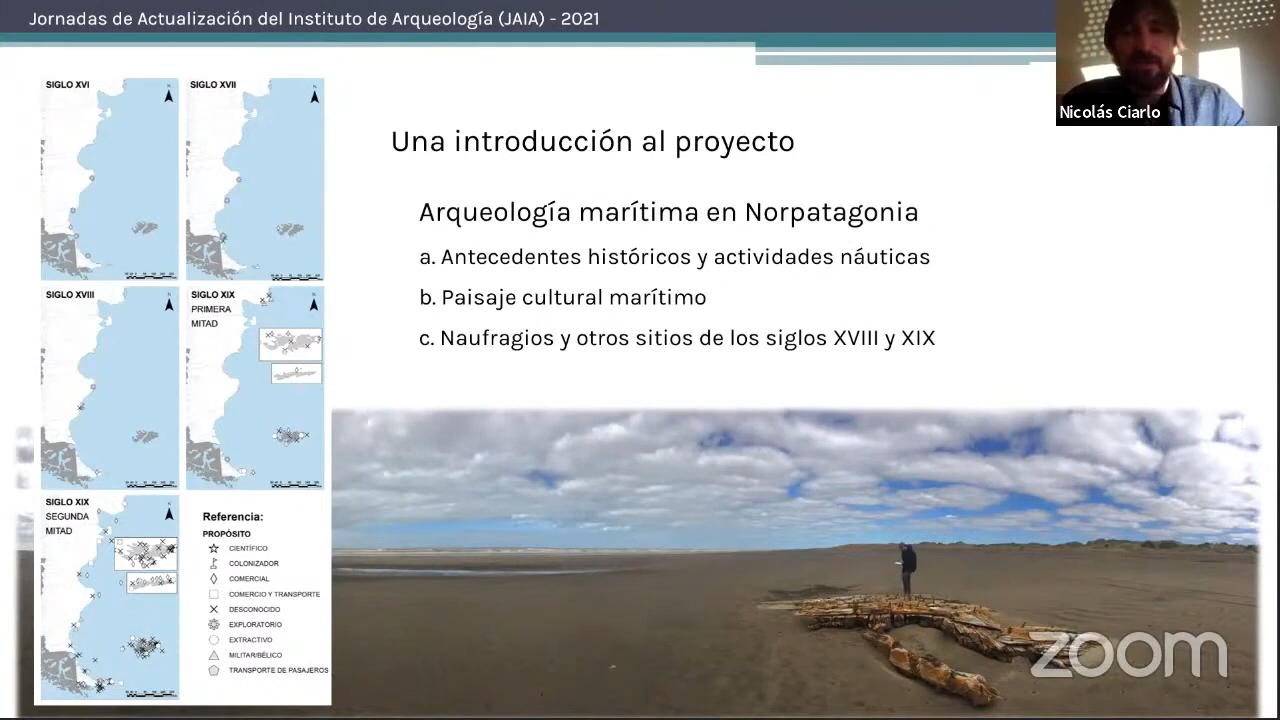 Jornadas de Actualización del Instituto de Arqueología (JAIA) - 2021
Nicolás Ciarlo
Una introducción al proyecto
Arqueología marítima en Norpatagonia
a. Antecedentes históricos y actividades náuticas
b. Paisaje cultural marítimo
c. Naufragios y otros sitios de los siglos XVIII y XIX
SIGLO XVI
SIGLO XVII
SIGLO XVIII
SIGLO XIX
PRIMERA
MITAD
SIGLO XIX
SEGUNDA
MITAD
Referencia:
PROPÓSITO
CIENTÍFICO
COLONIZADOR
COMERCIAL
COMERCIO Y TRANSPORTE
DESCONOCIDO
EXPLORATORIO
EXTRACTIVO
MILITAR/BÉLICO
TRANSPORTE DE PASAJEROS
zoom